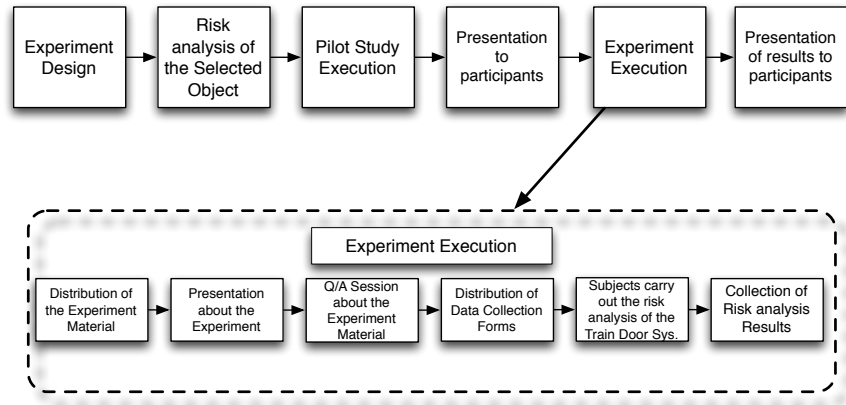 Experiment
Design
Risk
analysis of
the Selected
Object
Pilot Study
Execution
Presentation
to
participants
Experiment
Execution
Presentation
of results to
participants
Experiment Execution
Distribution of
the Experiment
Material
Presentation
about the
Experiment
Q/A Session
about the
Experiment
Material
Distribution of
Data Collection
Forms
Subjects carry
out the risk
analysis of the
Train Door Sys.
Collection of
Risk analysis
Results